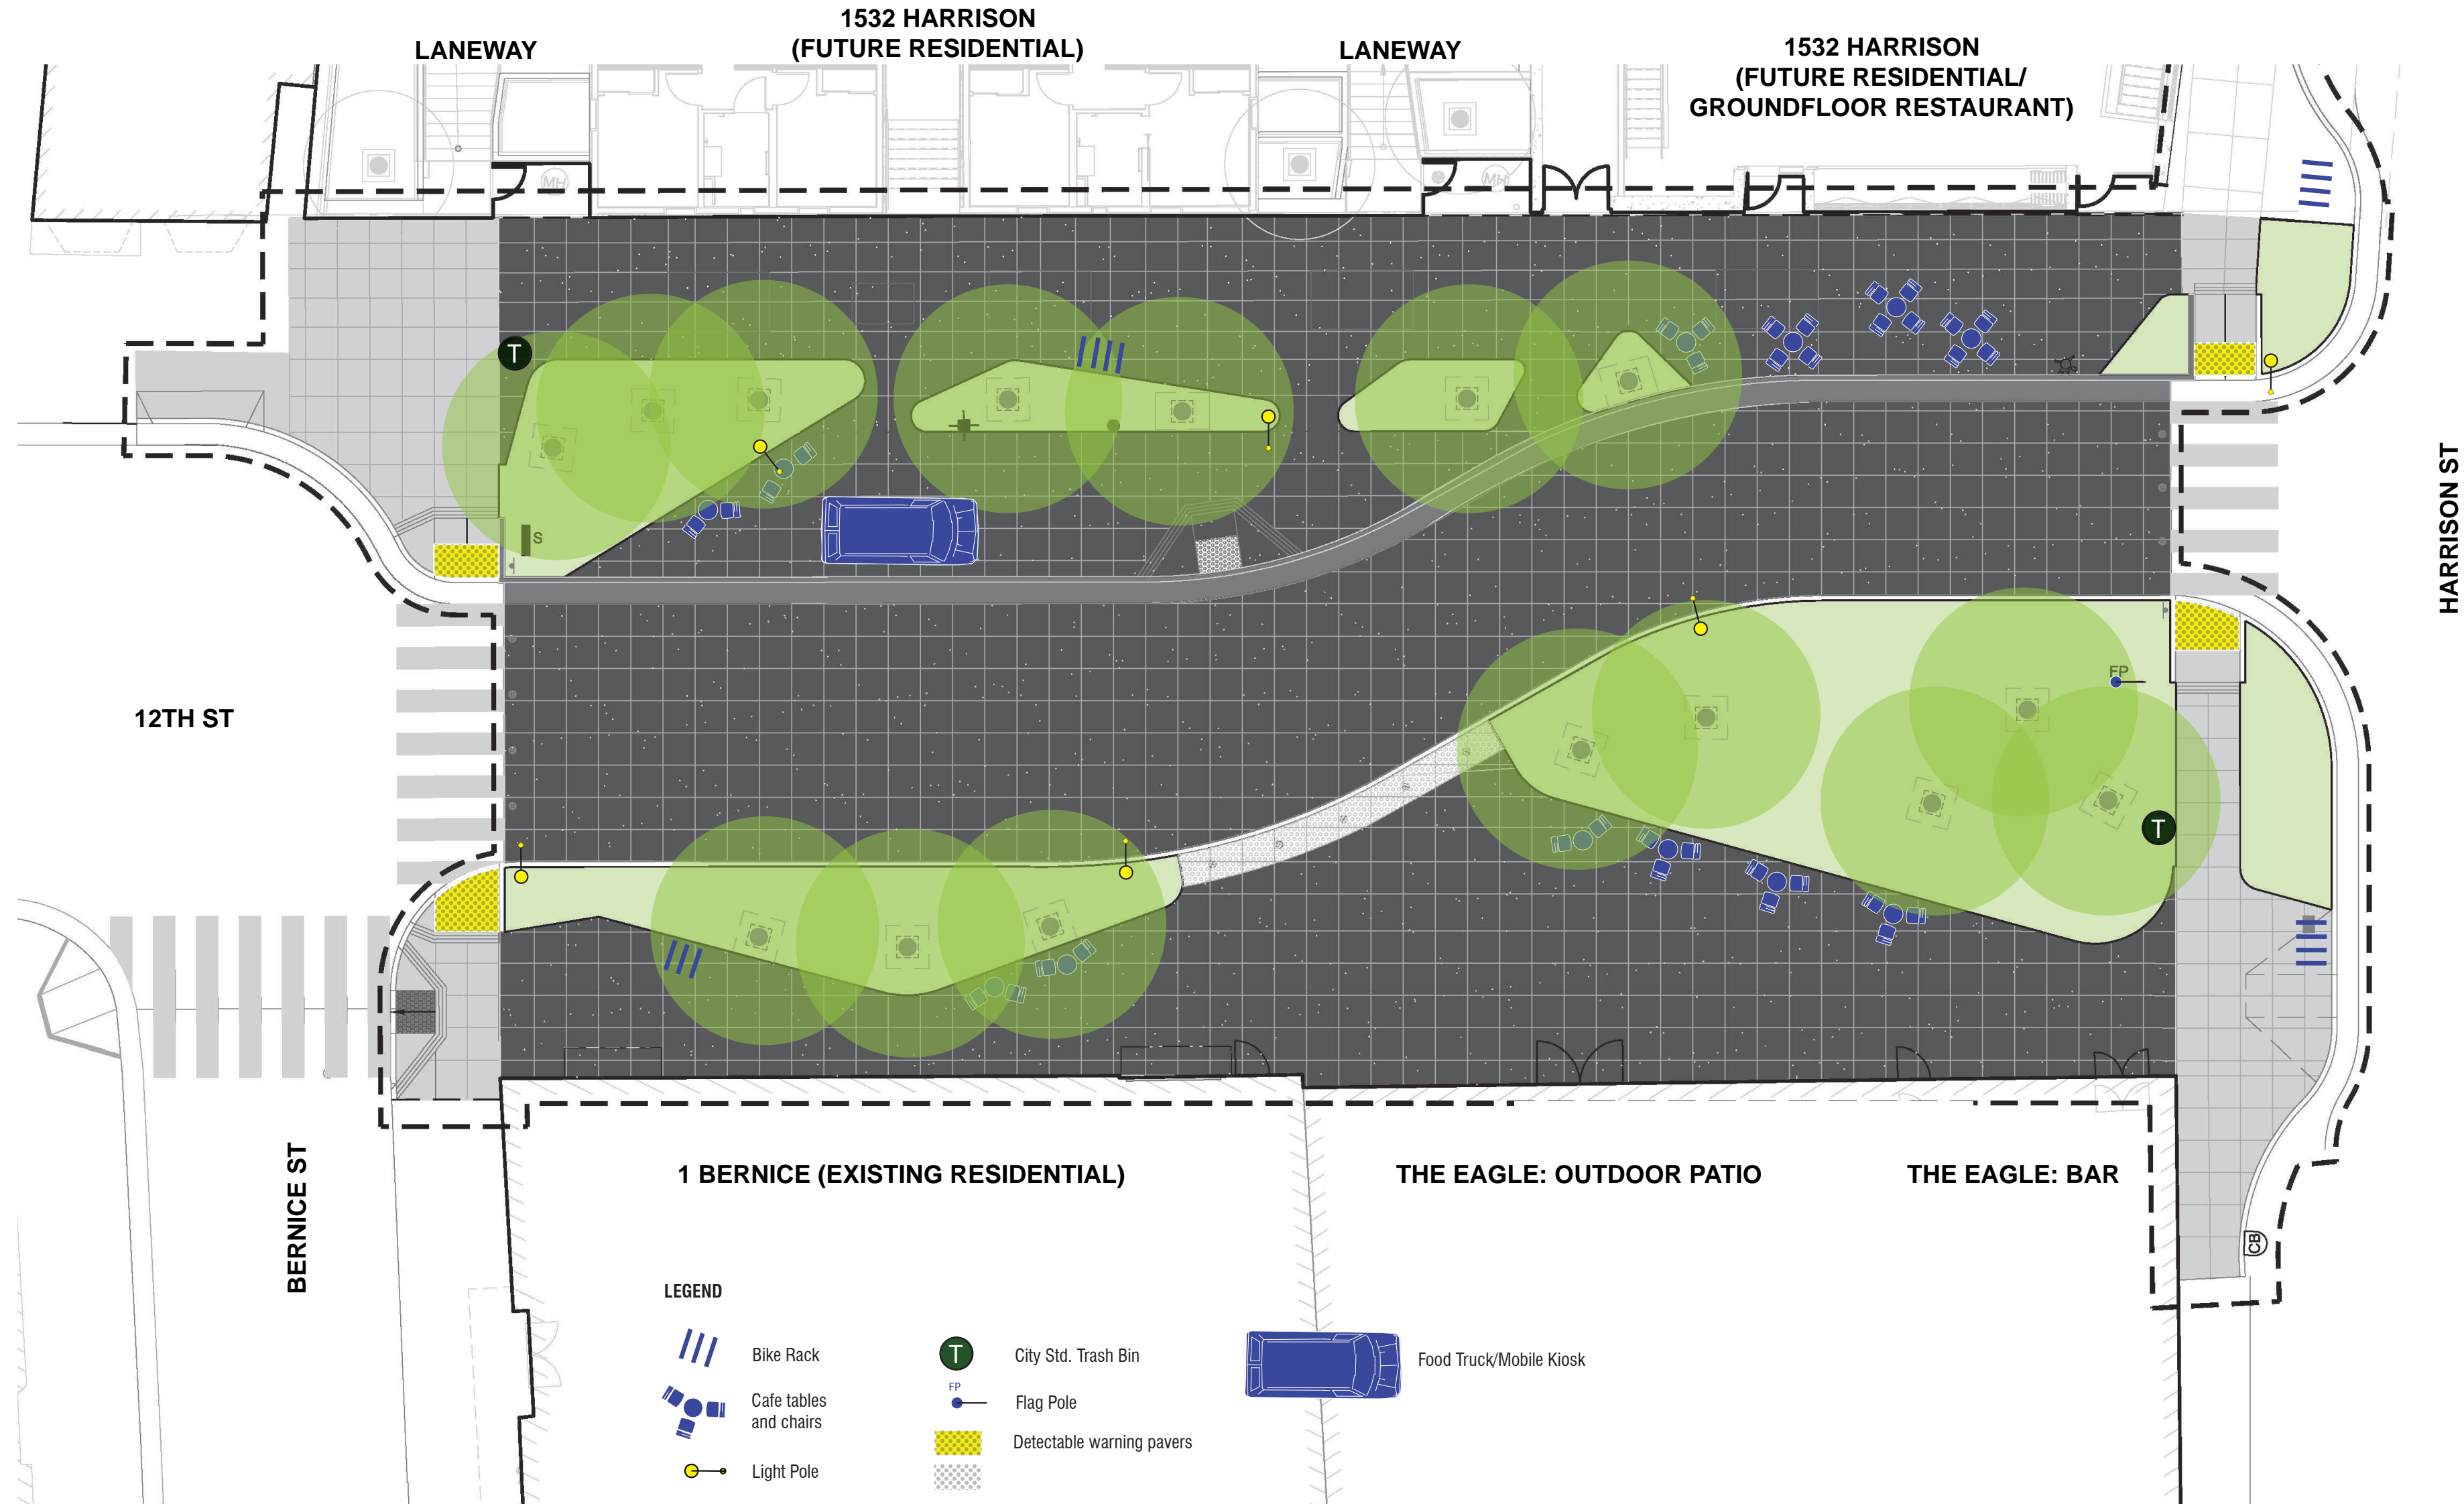 1532 HARRISON
(FUTURE RESIDENTIAL)
LANEWAY
LANEWAY
1532 HARRISON
(FUTURE RESIDENTIAL/
GROUNDFLOOR RESTAURANT)
MH
MH
T
S
HARRISON ST
12TH ST
FP
T
BERNICE ST
1 BERNICE (EXISTING RESIDENTIAL)
THE EAGLE: OUTDOOR PATIO
THE EAGLE: BAR
CB
LEGEND
Bike Rack
Cafe tables
and chairs
Light Pole
T
City Std. Trash Bin
FP
Flag Pole
Detectable warning pavers
Food Truck/Mobile Kiosk